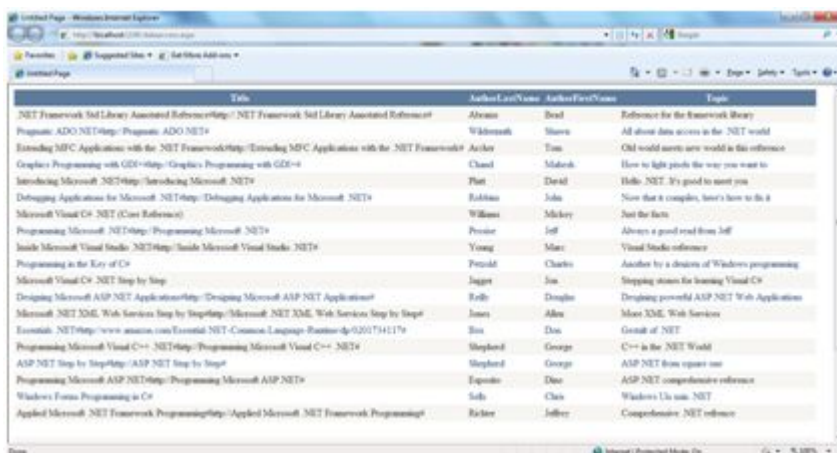 Untitled Page - Windows Internet Explorer
Favorites Suggested Sites Get More Add-ons
Untitled Page Page Safety Tools
Title AuthorLastName AuthorFirstName Topic
.NET Framework Std Library Annotated Reference#http://.NET Framework Std Library Annotated Reference# Abrams Brad Reference for the framework library
Pragmatic ADO.NET#http://Pragmatic ADO.NET# Shawn All about data access in the .NET world
Extending MFC Applications with the .NET Framework#http://Extending MFC Applications with the .NET Framework# Archer Tom Old world meets new world in this reference
Graphics Programming with GDI+#http://Graphics Programming with GDI+# Chand Mahesh How to light pixels the way you want to
Introducing Microsoft .NET#http://Introducing Microsoft .NET# Platt David Hello .NET. It's good to meet you
Debugging Applications for Microsoft .NET#http://Debugging Applications for Microsoft .NET# Robbins John Now that it compiles, here's how to fix it
Microsoft Visual C# .NET (Core Reference) Williams Mickey Just the facts
Programming Microsoft .NET#http://Programming Microsoft .NET# Prosise Jeff Always a good read from Jeff
Inside Microsoft Visual Studio .NET#http://Inside Microsoft Visual Studio .NET# Young Marc Visual Studio reference
Programming in the Key of C# Petzold Charles Another by a of Windows programming
Microsoft Visual C# .NET Step by Step Jagger Jon Stepping stones for learning Visual C#
Designing Microsoft ASP.NET Applications#http://Designing Microsoft ASP.NET Applications# Reilly Douglas powerful ASP.NET Web Applications
Microsoft .NET XML Web Services Step by Step#http://Microsoft .NET XML Web Services Step by Step# Jones Allen More XML Web Services
Essentials .NET#http://www.amazon.com/Essential-NET-Common-Language-Runtime/dp/0201734117# Box Don Gestalt of .NET
Programming Microsoft Visual C++ .NET#http://Programming Microsoft Visual C++ .NET# Shepherd George C++ in the .NET World
ASP.NET Step by Step#http://ASP.NET Step by Step# Shepherd George ASP.NET from square one
Programming Microsoft ASP.NET#http://Programming Microsoft ASP.NET# Esposito Dino ASP.NET comprehensive reference
Windows Forms Programming in C# Sells Chris Windows UIs .NET
Applied Microsoft .NET Framework Programming#http://Applied Microsoft .NET Framework Programming# Richter Jeffrey Comprehensive .NET
Done Internet | Protected Mode: On